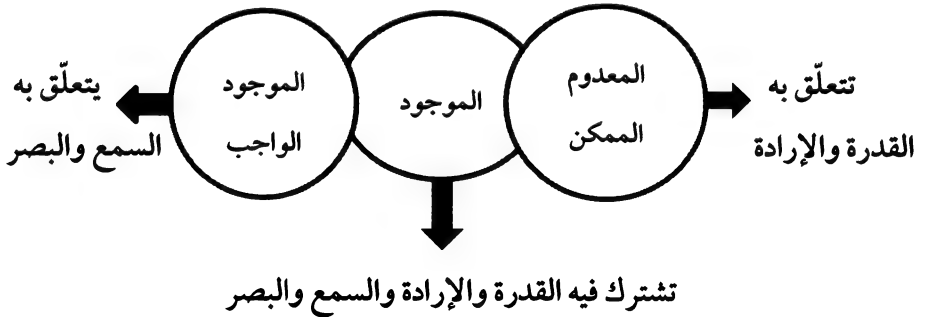 تتعلّق به
القدرة والإرادة
المعدوم
الممكن
الموجود
الموجود
الواجب
يتعلّق به
السمع والبصر
تشترك فيه القدرة والإرادة والسمع والبصر